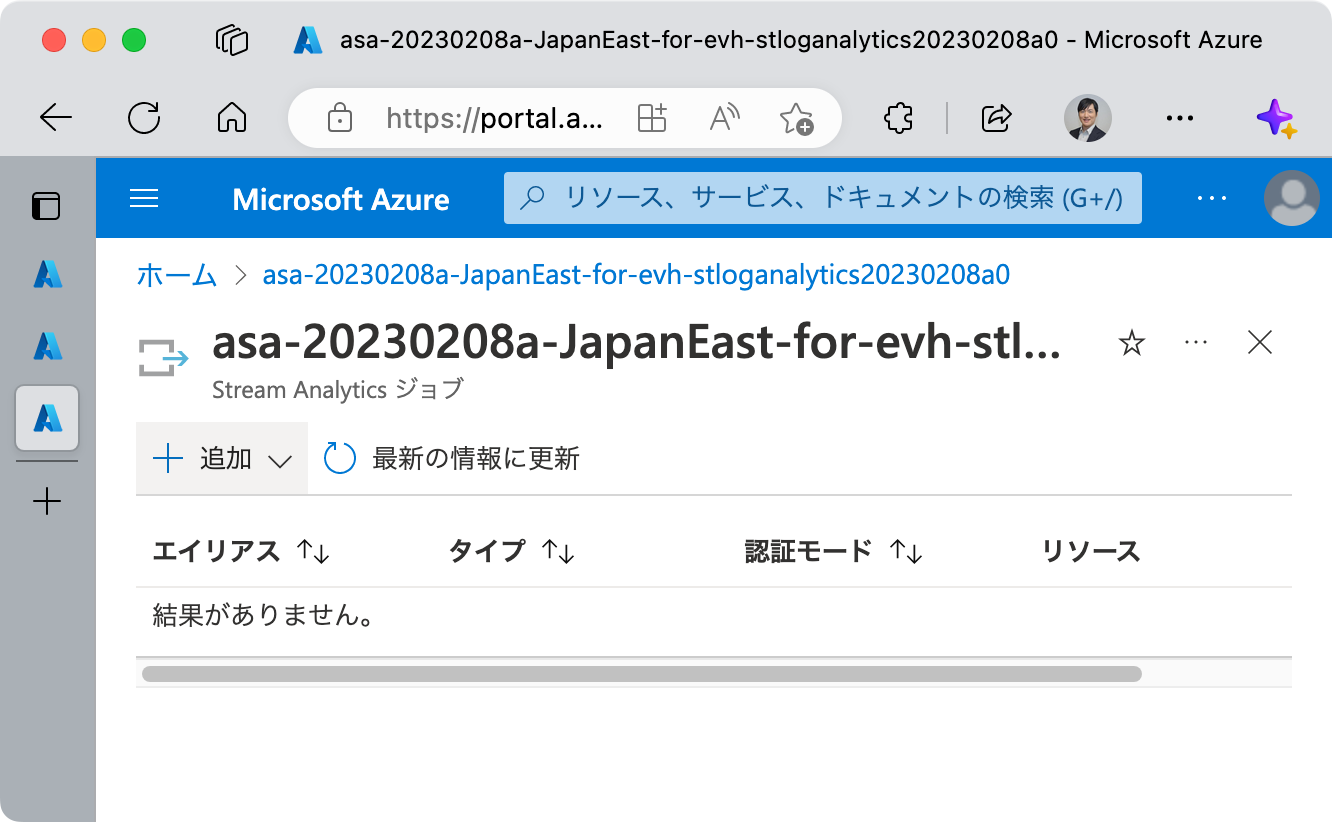 asa-20230208a-JapanEast-for-evh-stloganalytics20230208a0 - Microsoft Azure
https://portal.a...
Microsoft Azure
リソース、サービス、ドキュメントの検索 (G+/)
ホーム > asa-20230208a-JapanEast-for-evh-stloganalytics20230208a0
asa-20230208a-JapanEast-for-evh-stl...
Stream Analytics ジョブ
追加
最新の情報に更新
エイリアス ↑↓ タイプ ↑↓ 認証モード ↑↓ リソース
結果がありません。